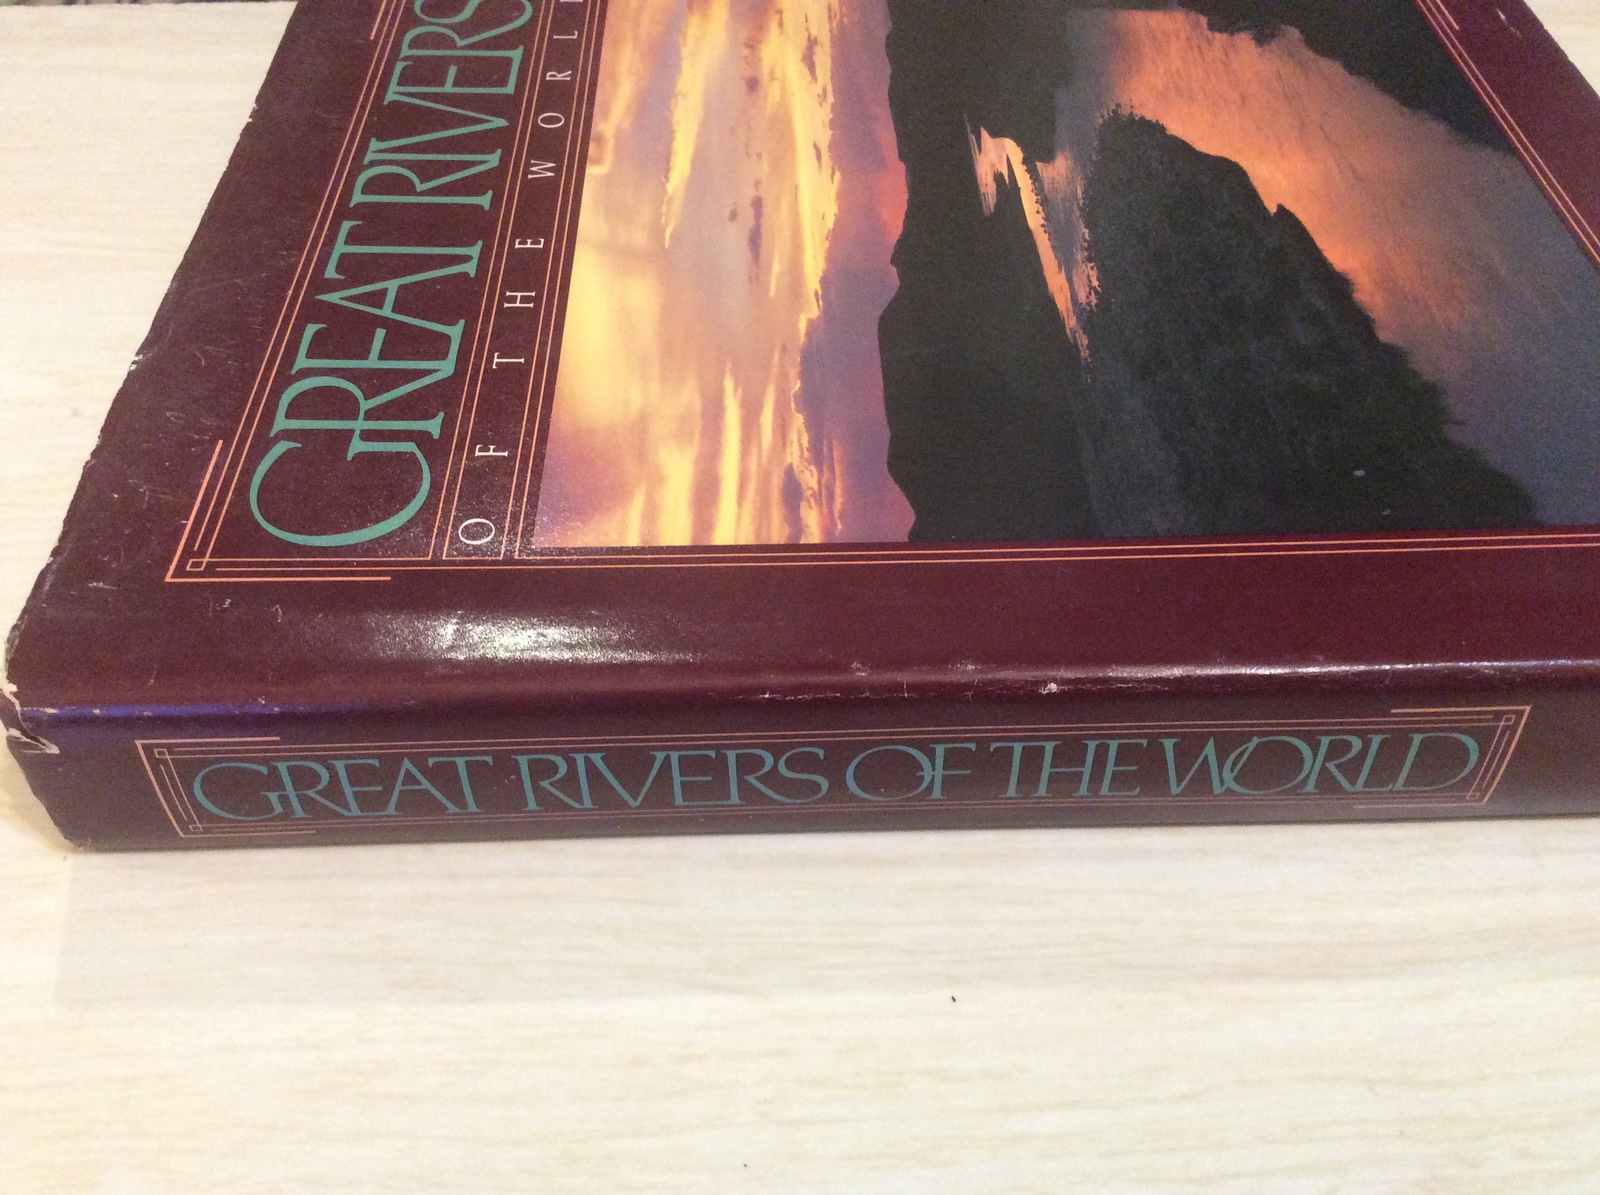 GREAT RIVERS
OF THE WORL
GREAT RIVERS OF THE WORLD